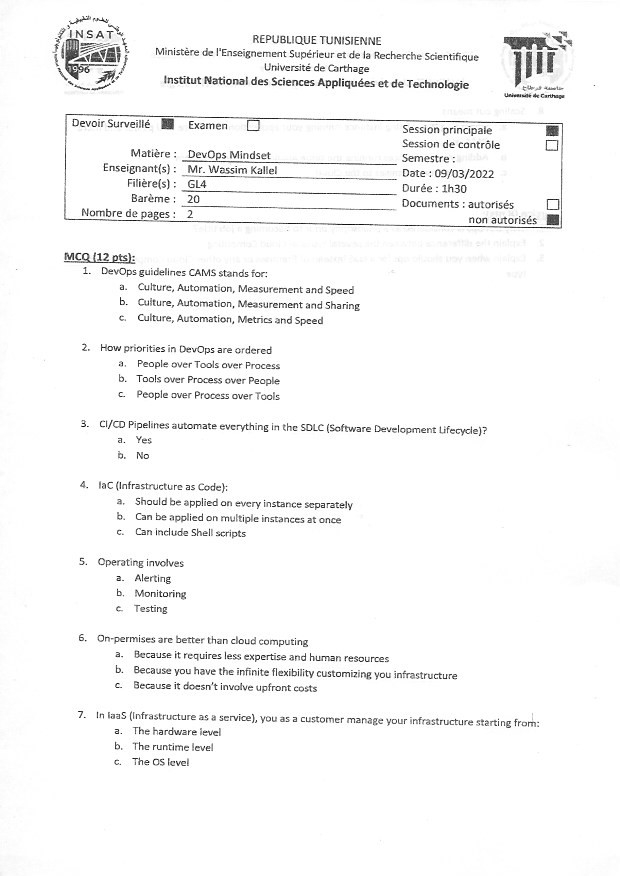 INSAT
1996
REPUBLIQUE TUNISIENNE
Ministère de l'Enseignement Supérieur et de la Recherche Scientifique
Université de Carthage
Institut National des Sciences Appliquées et de Technologie
جامعة قرطاج
Université de Carthage
Devoir Surveillé ■ Examen □
Session principale ■
Session de contrôle □
Matière : DevOps Mindset
Semestre :
Enseignant(s) : Mr. Wassim Kallel
Date : 09/03/2022
Filière(s) : GL4
Durée : 1h30
Barème : 20
Documents : autorisés □
Nombre de pages : 2
non autorisés ■
MCQ (12 pts):
1. DevOps guidelines CAMS stands for:
a. Culture, Automation, Measurement and Speed
b. Culture, Automation, Measurement and Sharing
c. Culture, Automation, Metrics and Speed
2. How priorities in DevOps are ordered
a. People over Tools over Process
b. Tools over Process over People
c. People over Process over Tools
3. CI/CD Pipelines automate everything in the SDLC (Software Development Lifecycle)?
a. Yes
b. No
4. IaC (Infrastructure as Code):
a. Should be applied on every instance separately
b. Can be applied on multiple instances at once
c. Can include Shell scripts
5. Operating involves
a. Alerting
b. Monitoring
c. Testing
6. On-permises are better than cloud computing
a. Because it requires less expertise and human resources
b. Because you have the infinite flexibility customizing you infrastructure
c. Because it doesn't involve upfront costs
7. In IaaS (Infrastructure as a service), you as a customer manage your infrastructure starting from:
a. The hardware level
b. The runtime level
c. The OS level